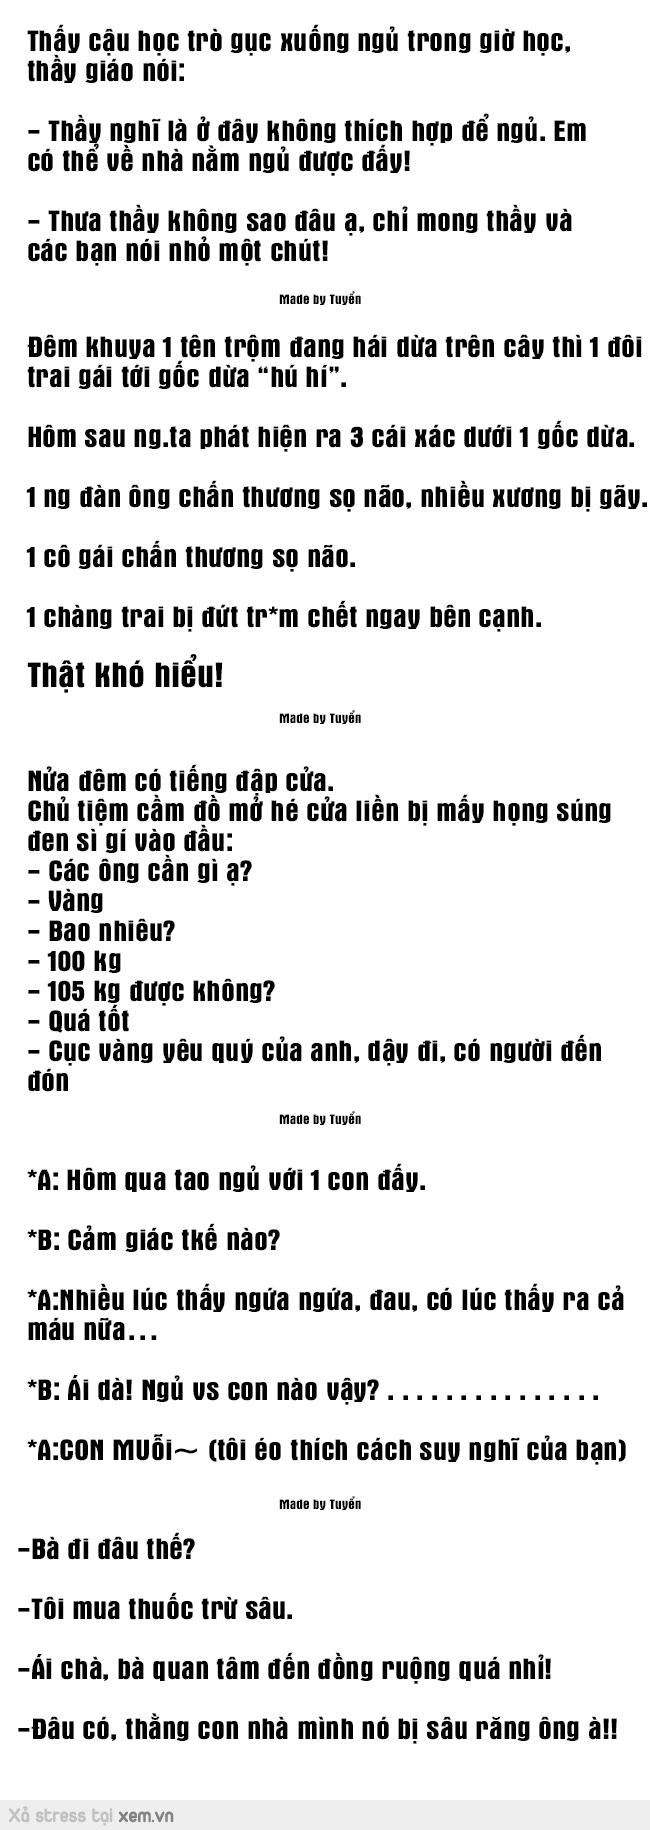 Thấy cậu học trò gục xuống ngủ trong giờ học,
thầy giáo nói:
- Thầy nghĩ là ở đây không thích hợp để ngủ. Em
có thể về nhà nằm ngủ được đấy!
- Thưa thầy không sao đâu ạ, chỉ mong thầy và
các bạn nói nhỏ một chút!
Made by Tuyển
Đêm khuya 1 tên trộm đang hái dừa trên cây thì 1 đôi
trai gái tới gốc dừa “hú hí”.
Hôm sau ng.ta phát hiện ra 3 cái xác dưới 1 gốc dừa.
1 ng đàn ông chấn thương sọ não, nhiều xương bị gãy.
1 cô gái chấn thương sọ não.
1 chàng trai bị đứt tr*m chết ngay bên cạnh.
Thật khó hiểu!
Made by Tuyển
Nửa đêm có tiếng đập cửa.
Chủ tiệm cầm đồ mở hé cửa liền bị mấy họng súng
đen sì gí vào đầu:
- Các ông cần gì ạ?
- Vàng
- Bao nhiêu?
- 100 kg
- 105 kg được không?
- Quá tốt
- Cục vàng yêu quý của anh, dậy đi, có người đến
đón
Made by Tuyển
*A: Hôm qua tao ngủ với 1 con đấy.
*B: Cảm giác tkế nào?
*A:Nhiều lúc thấy ngứa ngứa, đau, có lúc thấy ra cả
máu nữa...
*B: Ái dà! Ngủ vs con nào vậy? . . . . . . . . . . . . . . .
*A:CON MUỗi~ (tôi éo thích cách suy nghĩ của bạn)
Made by Tuyển
-Bà đi đâu thế?
-Tôi mua thuốc trừ sâu.
-Ái chà, bà quan tâm đến đồng ruộng quá nhỉ!
-Đâu có, thằng con nhà mình nó bị sâu răng ông à!!
Xả stress tại xem.vn